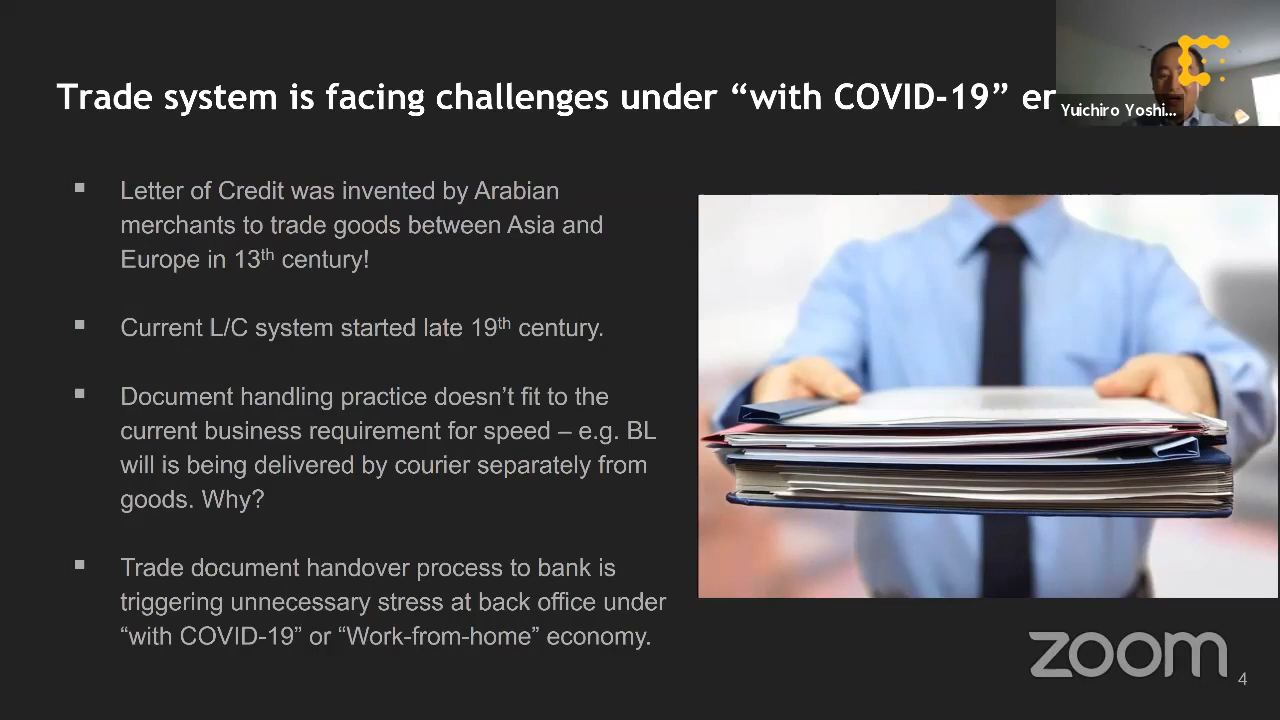 Trade system is facing challenges under “with COVID-19” er
Yuichiro Yoshi...
Letter of Credit was invented by Arabian
merchants to trade goods between Asia and
Europe in 13th century!
Current L/C system started late 19th century.
Document handling practice doesn’t fit to the
current business requirement for speed – e.g. BL
will is being delivered by courier separately from
goods. Why?
Trade document handover process to bank is
triggering unnecessary stress at back office under
“with COVID-19” or “Work-from-home” economy.
zoom
4